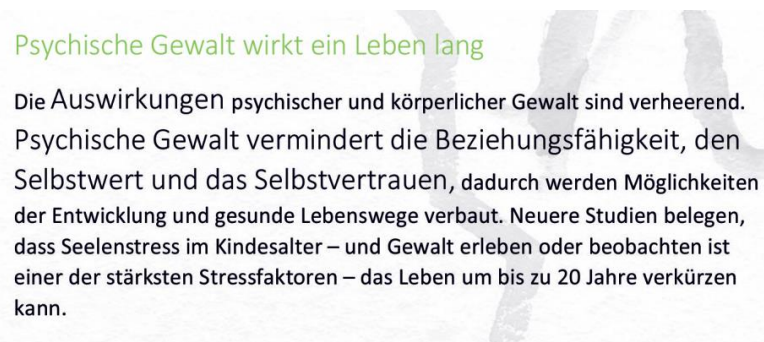 Psychische Gewalt wirkt ein Leben lang
Die Auswirkungen psychischer und körperlicher Gewalt sind verheerend.
Psychische Gewalt vermindert die Beziehungsfähigkeit, den
Selbstwert und das Selbstvertrauen, dadurch werden Möglichkeiten
der Entwicklung und gesunde Lebenswege verbaut. Neuere Studien belegen,
dass Seelenstress im Kindesalter – und Gewalt erleben oder beobachten ist
einer der stärksten Stressfaktoren – das Leben um bis zu 20 Jahre verkürzen
kann.